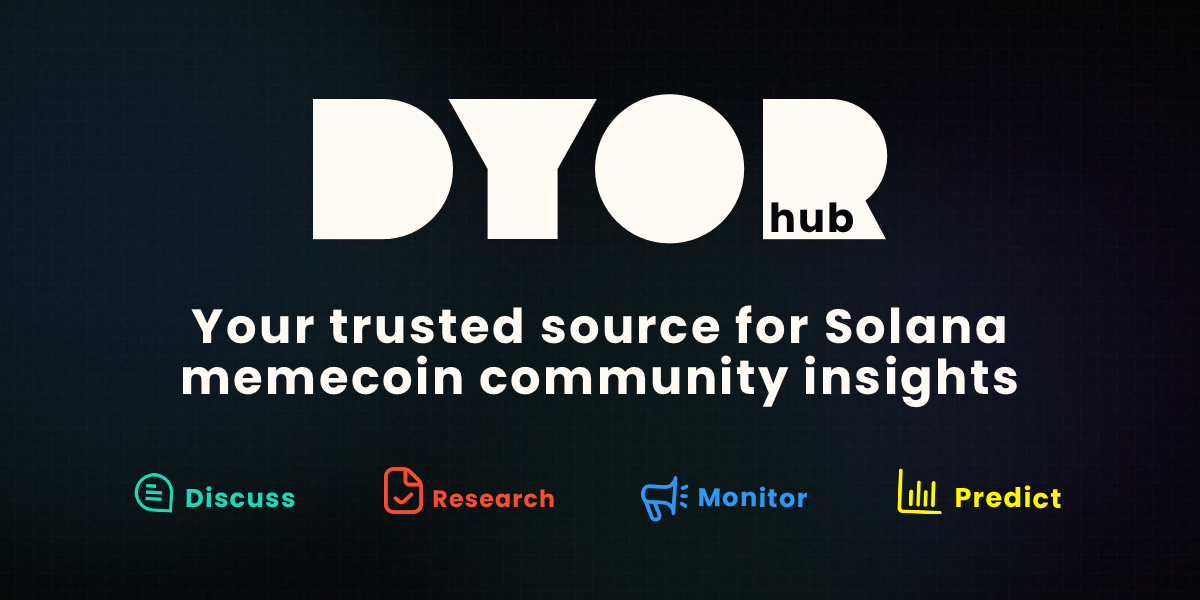 DYOR
hub
Your trusted source for Solana
memecoin community insights
Discuss
Research
Monitor
Predict